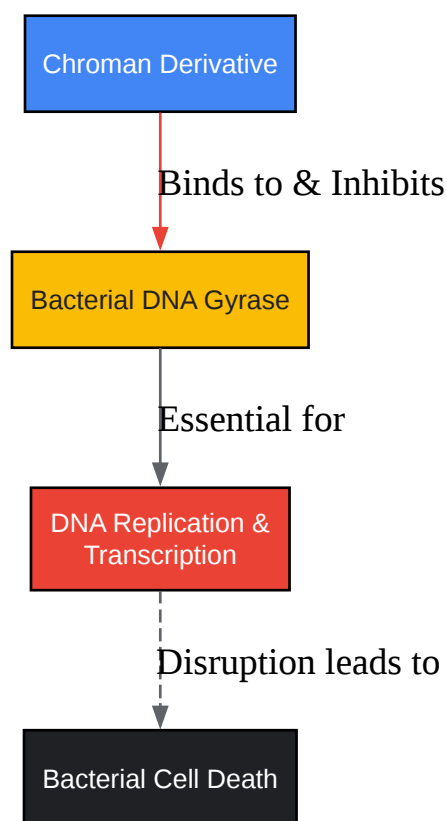 Chroman Derivative
Binds to & Inhibits
Bacterial DNA Gyrase
Essential for
DNA Replication &
Transcription
Disruption leads to
Bacterial Cell Death